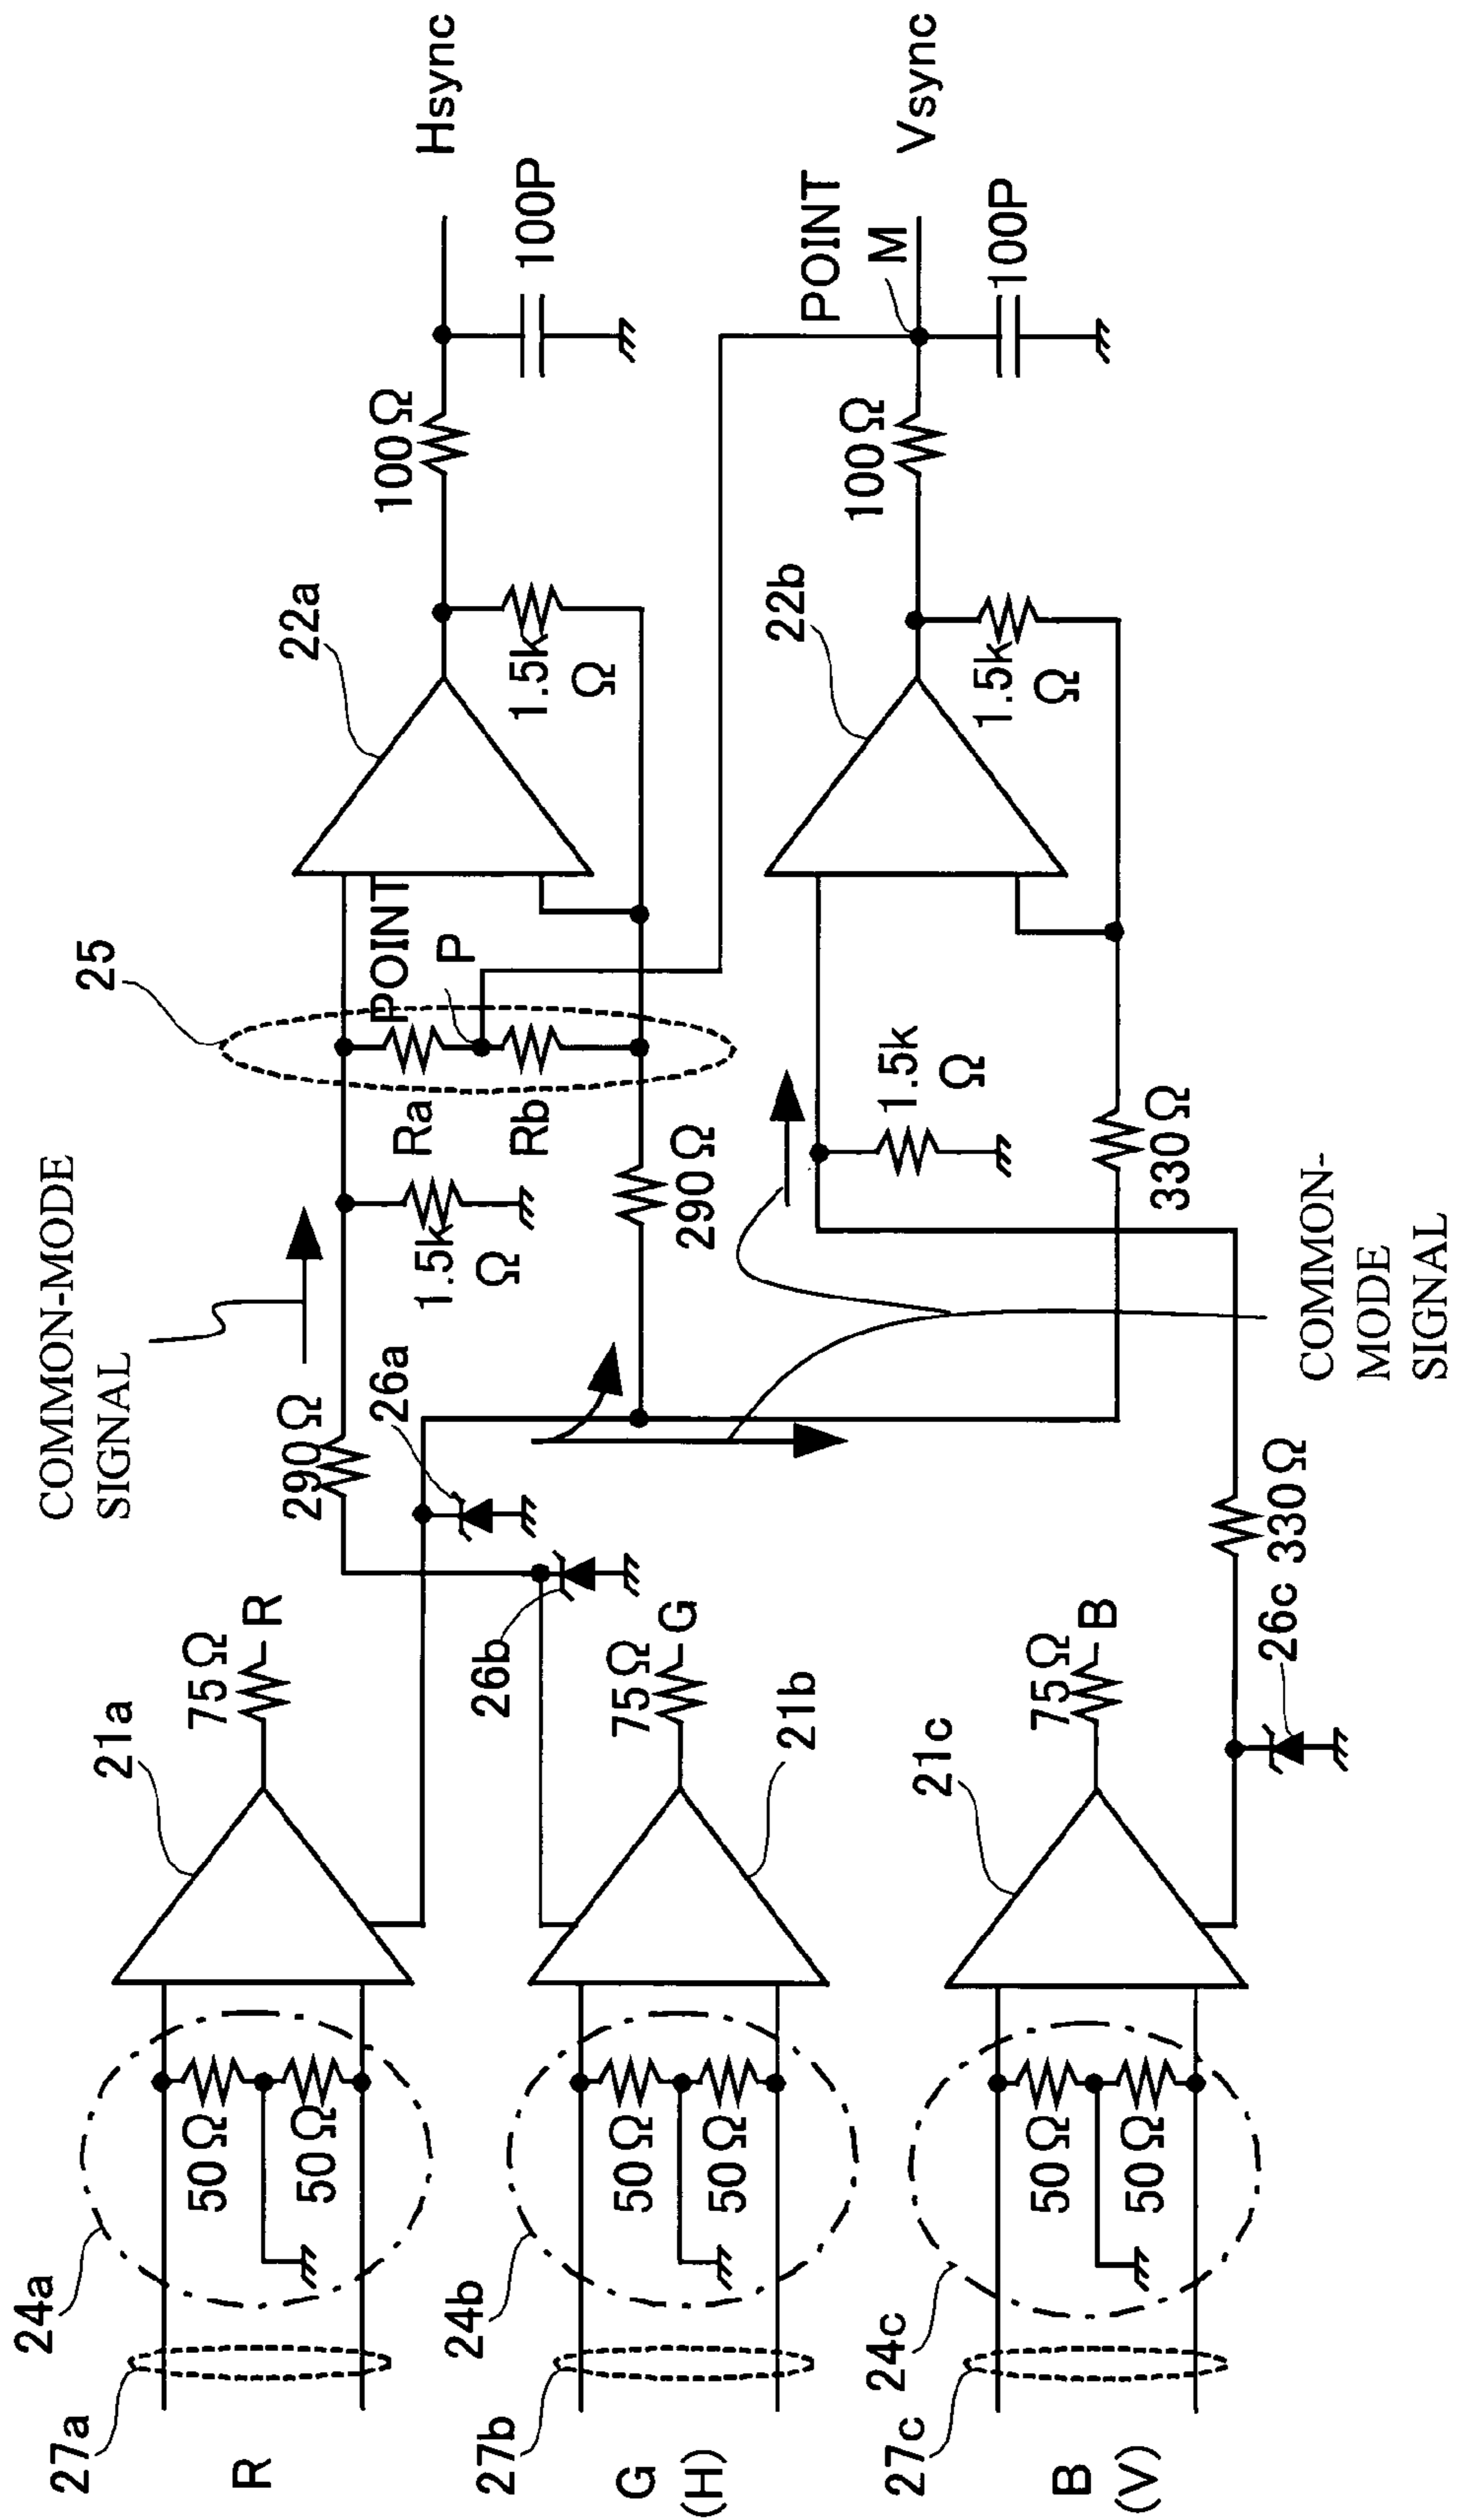 27a
R
24a
50Ω
50Ω
21a
75Ω
R
27b
G
(H)
24b
50Ω
50Ω
21b
75Ω
G
27c
B
(V)
24c
50Ω
50Ω
21c
75Ω
B
26a
26b
26c
COMMON-MODE
SIGNAL
290Ω
1.5k
Ω
Ra
Rb
25
POINT
P
290Ω
22a
1.5k
Ω
100Ω
100P
Hsync
330Ω
1.5k
Ω
330Ω
COMMON-
MODE
SIGNAL
22b
1.5k
Ω
100Ω
POINT
M
100P
Vsync